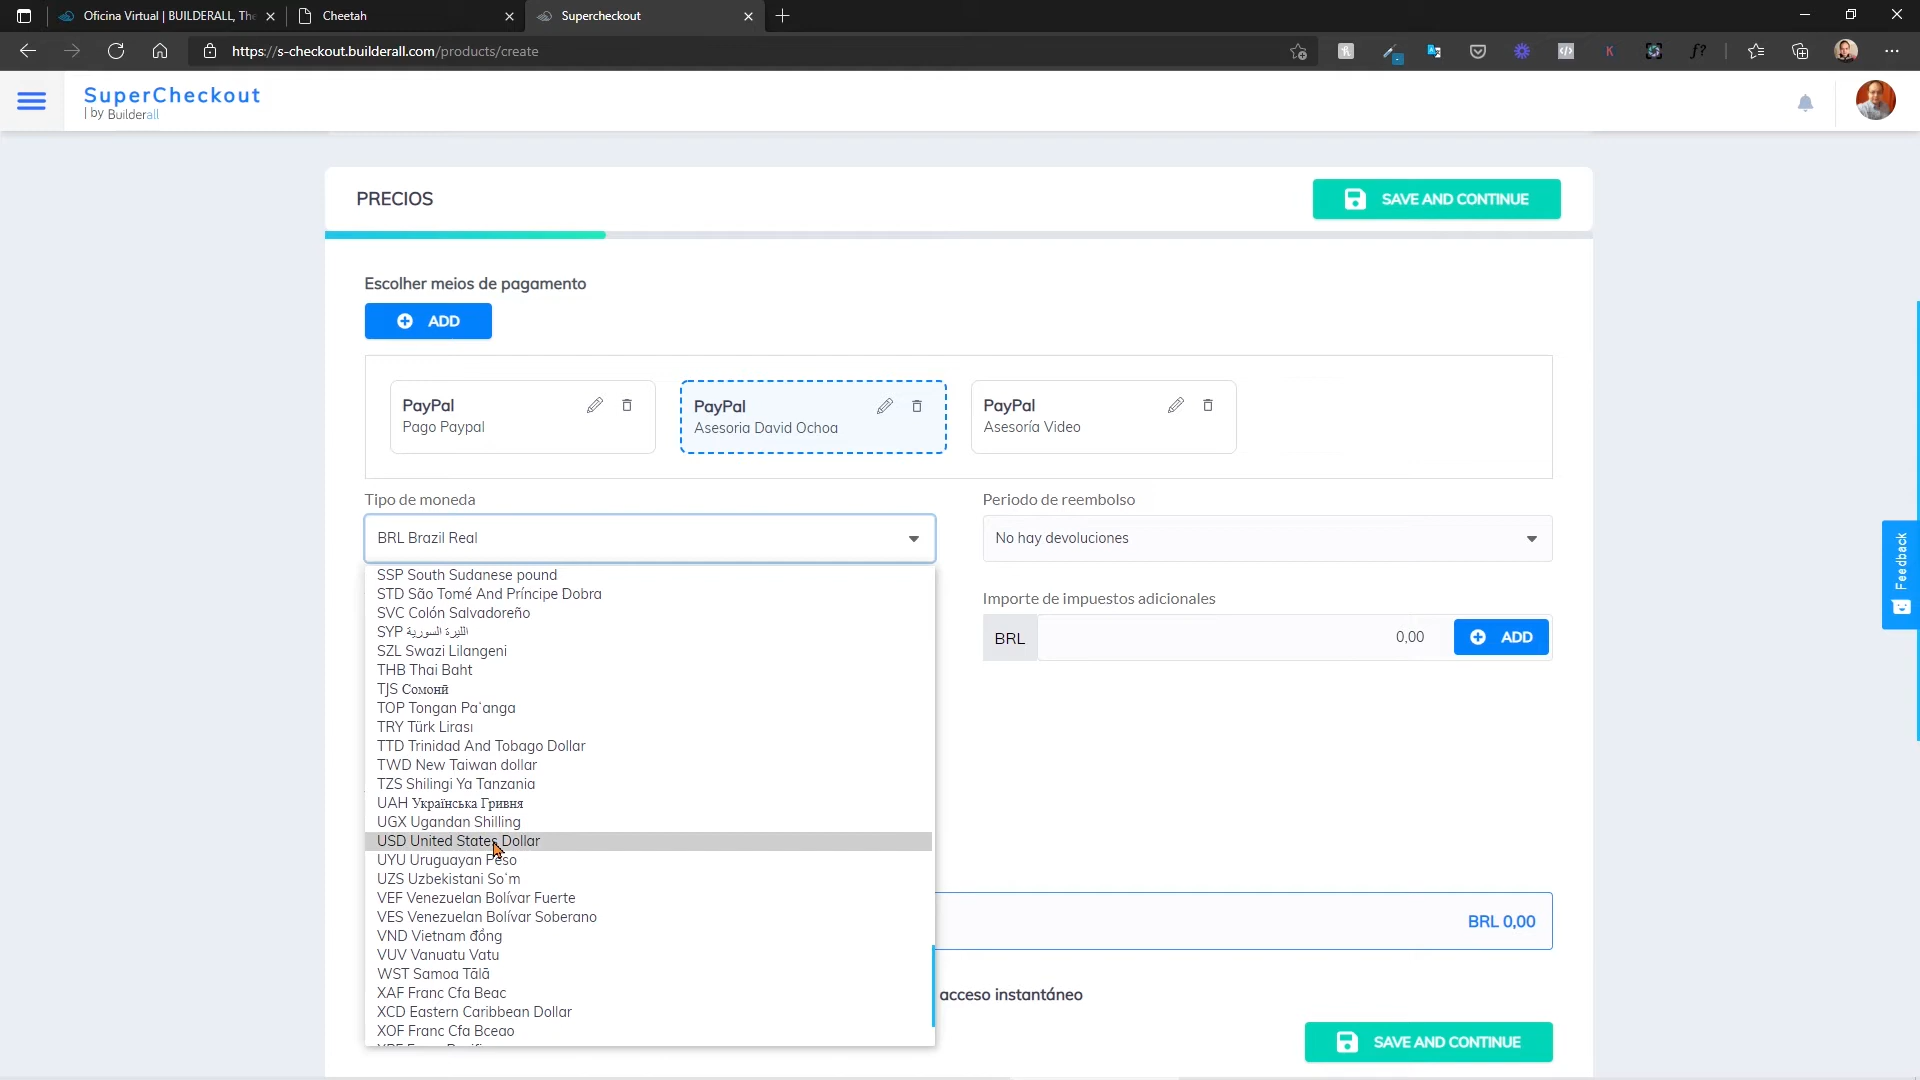 Oficina Virtual | BUILDERALL, The
Cheetah
Supercheckout
https://s-checkout.builderall.com/products/create
SuperCheckout
| by Builderall
PRECIOS
SAVE AND CONTINUE
Escolher meios de pagamento
ADD
PayPal
Pago Paypal
PayPal
Asesoria David Ochoa
PayPal
Asesoría Video
Tipo de moneda
BRL Brazil Real
Periodo de reembolso
No hay devoluciones
Importe de impuestos adicionales
BRL
0,00
ADD
SSP South Sudanese pound
STD São Tomé And Príncipe Dobra
SVC Colón Salvadoreño
SYP الليرة السورية
SZL Swazi Lilangeni
THB Thai Baht
TJS Сомонӣ
TOP Tongan Paʻanga
TRY Türk Lirası
TTD Trinidad And Tobago Dollar
TWD New Taiwan dollar
TZS Shilingi Ya Tanzania
UAH Українська Гривня
UGX Ugandan Shilling
USD United States Dollar
UYU Uruguayan Peso
UZS Uzbekistani Soʻm
VEF Venezuelan Bolívar Fuerte
VES Venezuelan Bolívar Soberano
VND Vietnam đồng
VUV Vanuatu Vatu
WST Samoa Tālā
XAF Franc Cfa Beac
XCD Eastern Caribbean Dollar
XOF Franc Cfa Bceao
BRL 0,00
acceso instantáneo
SAVE AND CONTINUE
Feedback